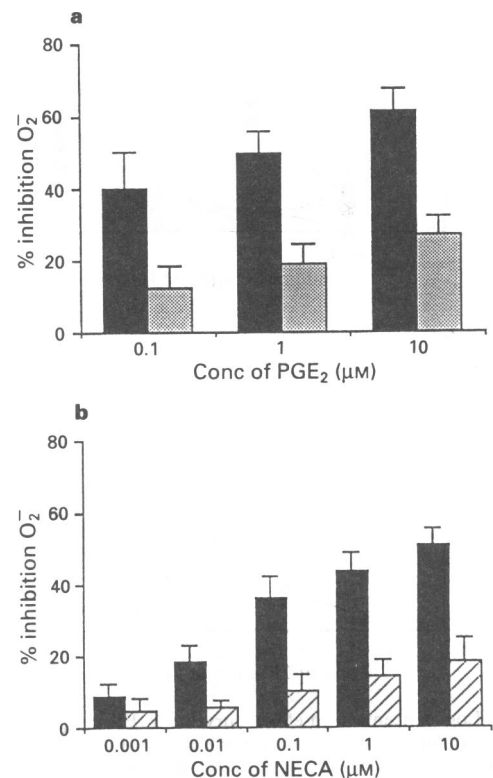 a
80
60
40
20
0
% inhibition O₂⁻
0.1 1 10
Conc of PGE₂ (μM)
b
80
60
40
20
0
% inhibition O₂⁻
0.001 0.01 0.1 1 10
Conc of NECA (μM)